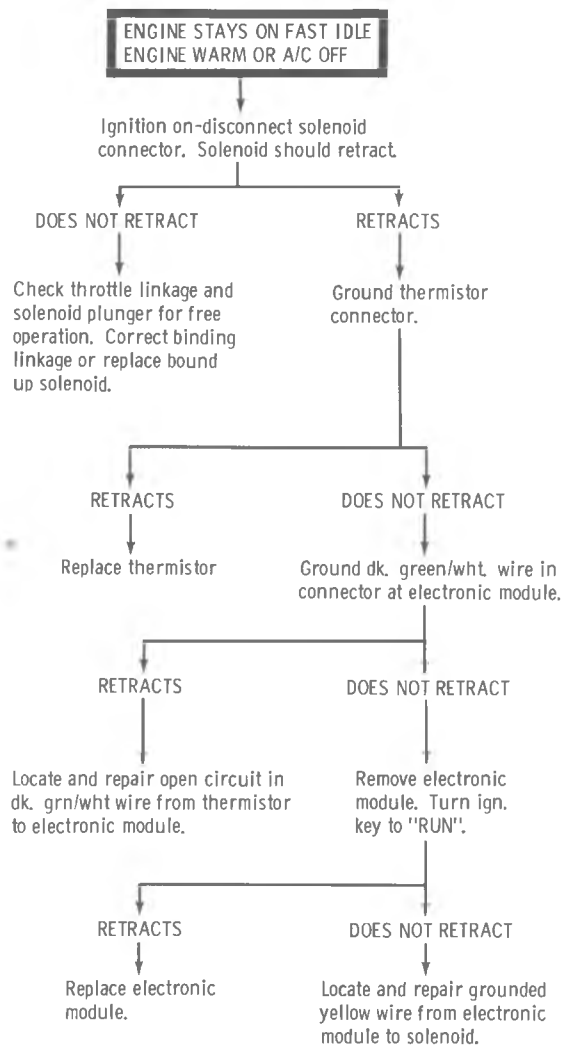 ENGINE STAYS ON FAST IDLE
ENGINE WARM OR A/C OFF
Ignition on-disconnect solenoid
connector. Solenoid should retract.
DOES NOT RETRACT
RETRACTS
Check throttle linkage and
solenoid plunger for free
operation. Correct binding
linkage or replace bound
up solenoid.
Ground thermistor
connector.
RETRACTS
DOES NOT RETRACT
Replace thermistor
Ground dk. green/wht. wire in
connector at electronic module.
RETRACTS
DOES NOT RETRACT
Locate and repair open circuit in
dk. grn/wht wire from thermistor
to electronic module.
Remove electronic
module. Turn ign.
key to "RUN".
RETRACTS
DOES NOT RETRACT
Replace electronic
module.
Locate and repair grounded
yellow wire from electronic
module to solenoid.